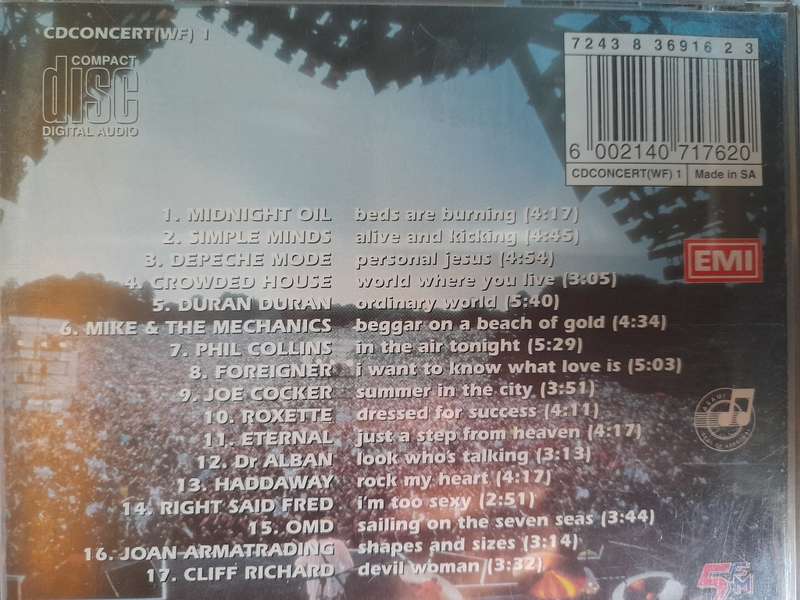 CDCONCERT(WF) 1
COMPACT
disc
DIGITAL AUDIO
7243 8 36916 2 3
6 002140 717620
CDCONCERT(WF) 1 Made in SA
1. MIDNIGHT OIL beds are burning (4:17)
2. SIMPLE MINDS alive and kicking (4:45)
3. DEPECHE MODE personal jesus (4:54)
4. CROWDED HOUSE world where you live (3:05)
5. DURAN DURAN ordinary world (5:40)
6. MIKE & THE MECHANICS beggar on a beach of gold (4:34)
7. PHIL COLLINS in the air tonight (5:29)
8. FOREIGNER i want to know what love is (5:03)
9. JOE COCKER summer in the city (3:51)
10. ROXETTE dressed for success (4:11)
11. ETERNAL just a step from heaven (4:17)
12. Dr ALBAN look who's talking (3:13)
13. HADDAWAY rock my heart (4:17)
14. RIGHT SAID FRED i'm too sexy (2:51)
15. OMD sailing on the seven seas (3:44)
16. JOAN ARMATRADING shapes and sizes (3:14)
17. CLIFF RICHARD devil woman (3:32)
EMI
5 FM